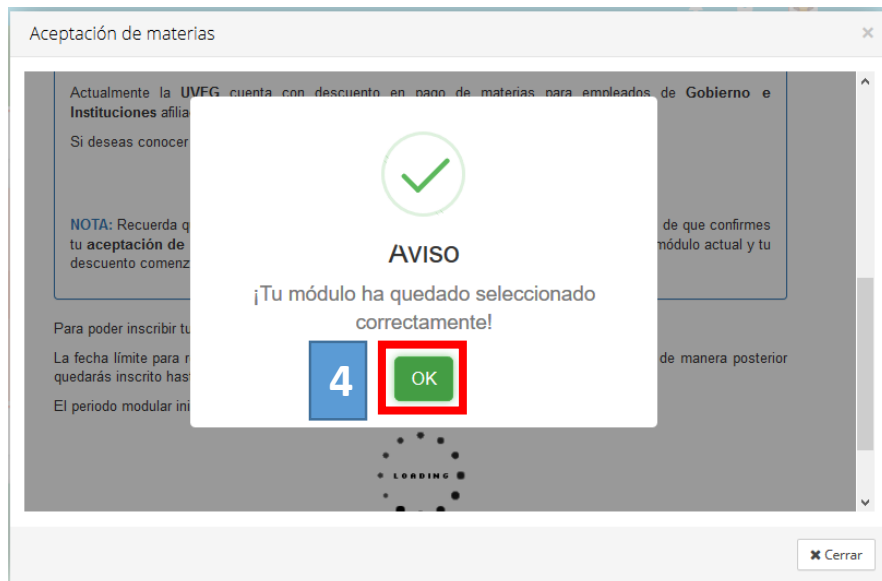 Aceptación de materias
×
Actualmente la UVEG cuenta con descuento en pago de materias para empleados de Gobierno e
Instituciones afilia
Si deseas conocer
NOTA: Recuerda q de que confirmes
tu aceptación de módulo actual y tu
descuento comenz
Aviso
¡Tu módulo ha quedado seleccionado
correctamente!
Para poder inscribir tu
La fecha límite para r de manera posterior
quedarás inscrito has
El periodo modular ini
4
OK
LOADING
✖ Cerrar